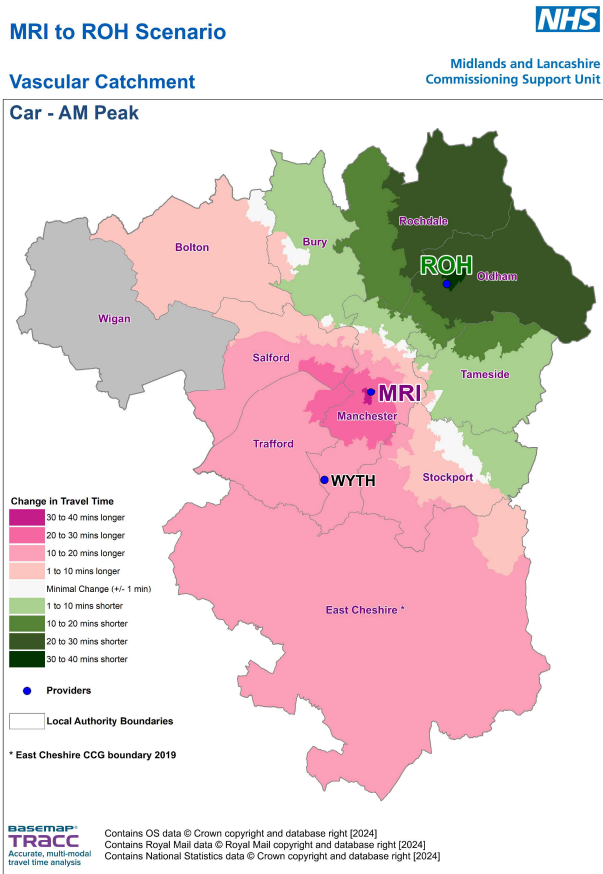 MRI to ROH Scenario
NHS
Midlands and Lancashire
Commissioning Support Unit
Vascular Catchment
Car - AM Peak
Rochdale
Bury
Bolton
ROH
Oldham
Wigan
Salford
Tameside
MRI
Manchester
Trafford
Stockport
WYTH
East Cheshire *
Change in Travel Time
30 to 40 mins longer
20 to 30 mins longer
10 to 20 mins longer
1 to 10 mins longer
Minimal Change (+/- 1 min)
1 to 10 mins shorter
10 to 20 mins shorter
20 to 30 mins shorter
30 to 40 mins shorter
Providers
Local Authority Boundaries
* East Cheshire CCG boundary 2019
BASEMAP®
TRACC
Accurate, multi-modal
travel time analysis
Contains OS data © Crown copyright and database right [2024]
Contains Royal Mail data © Royal Mail copyright and database right [2024]
Contains National Statistics data © Crown copyright and database right [2024]